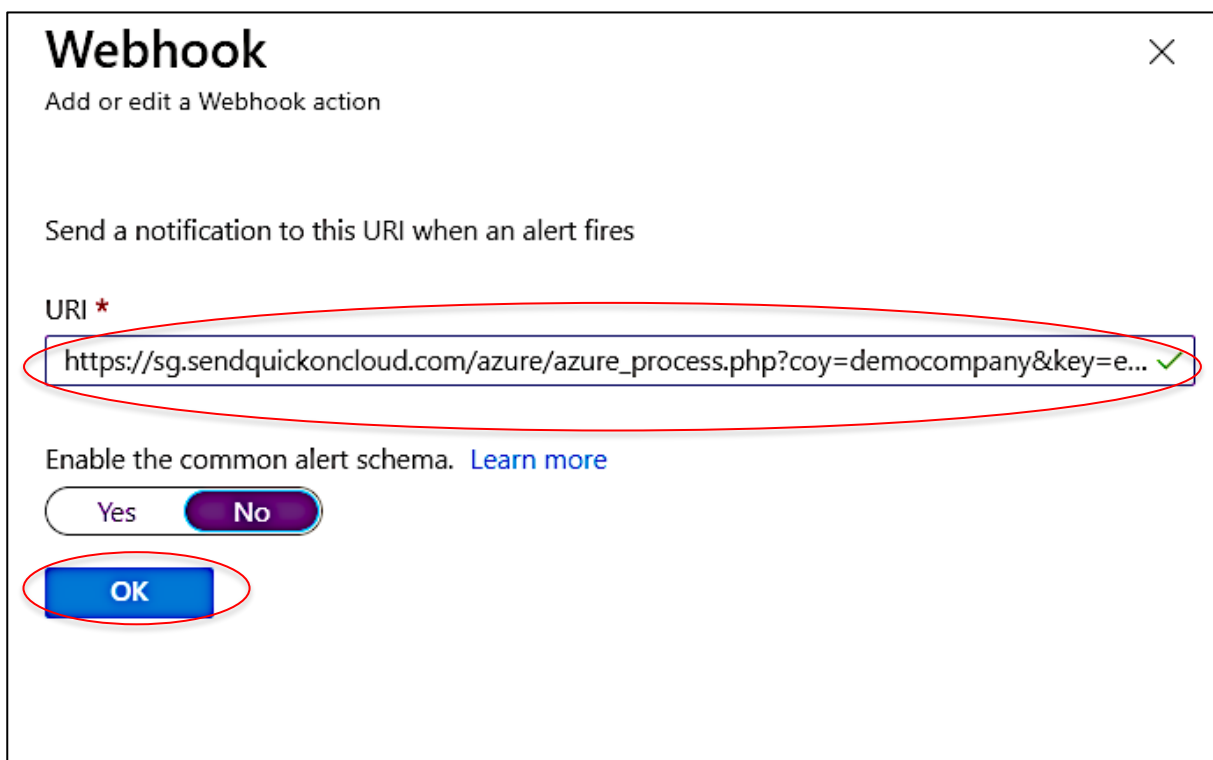 Webhook
Add or edit a Webhook action
Send a notification to this URI when an alert fires
URI *
https://sg.sendquickoncloud.com/azure/azure_process.php?coy=democompany&key=e...
Enable the common alert schema. Learn more
Yes No
OK